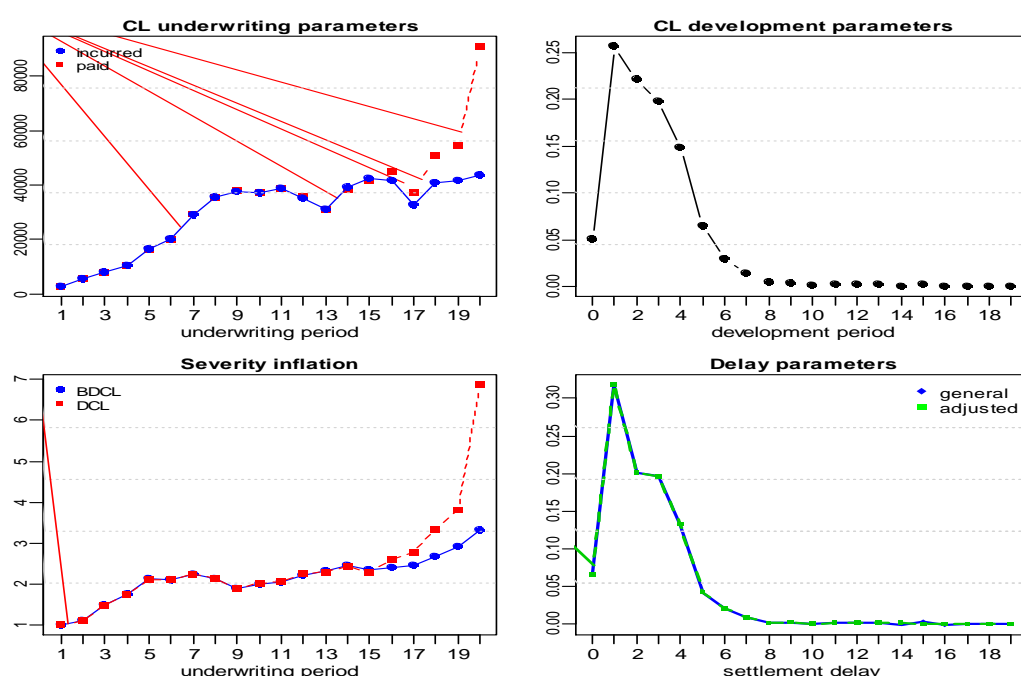 CL underwriting parameters
incurred
paid
80000
60000
40000
20000
0
1 3 5 7 9 11 13 15 17 19
underwriting period
CL development parameters
0.25
0.20
0.15
0.10
0.05
0.00
0 2 4 6 8 10 12 14 16 18
development period
Severity inflation
BDCL
DCL
7
6
5
4
3
2
1
1 3 5 7 9 11 13 15 17 19
underwriting period
Delay parameters
general
adjusted
0.30
0.25
0.20
0.15
0.10
0.05
0.00
0 2 4 6 8 10 12 14 16 18
settlement delay